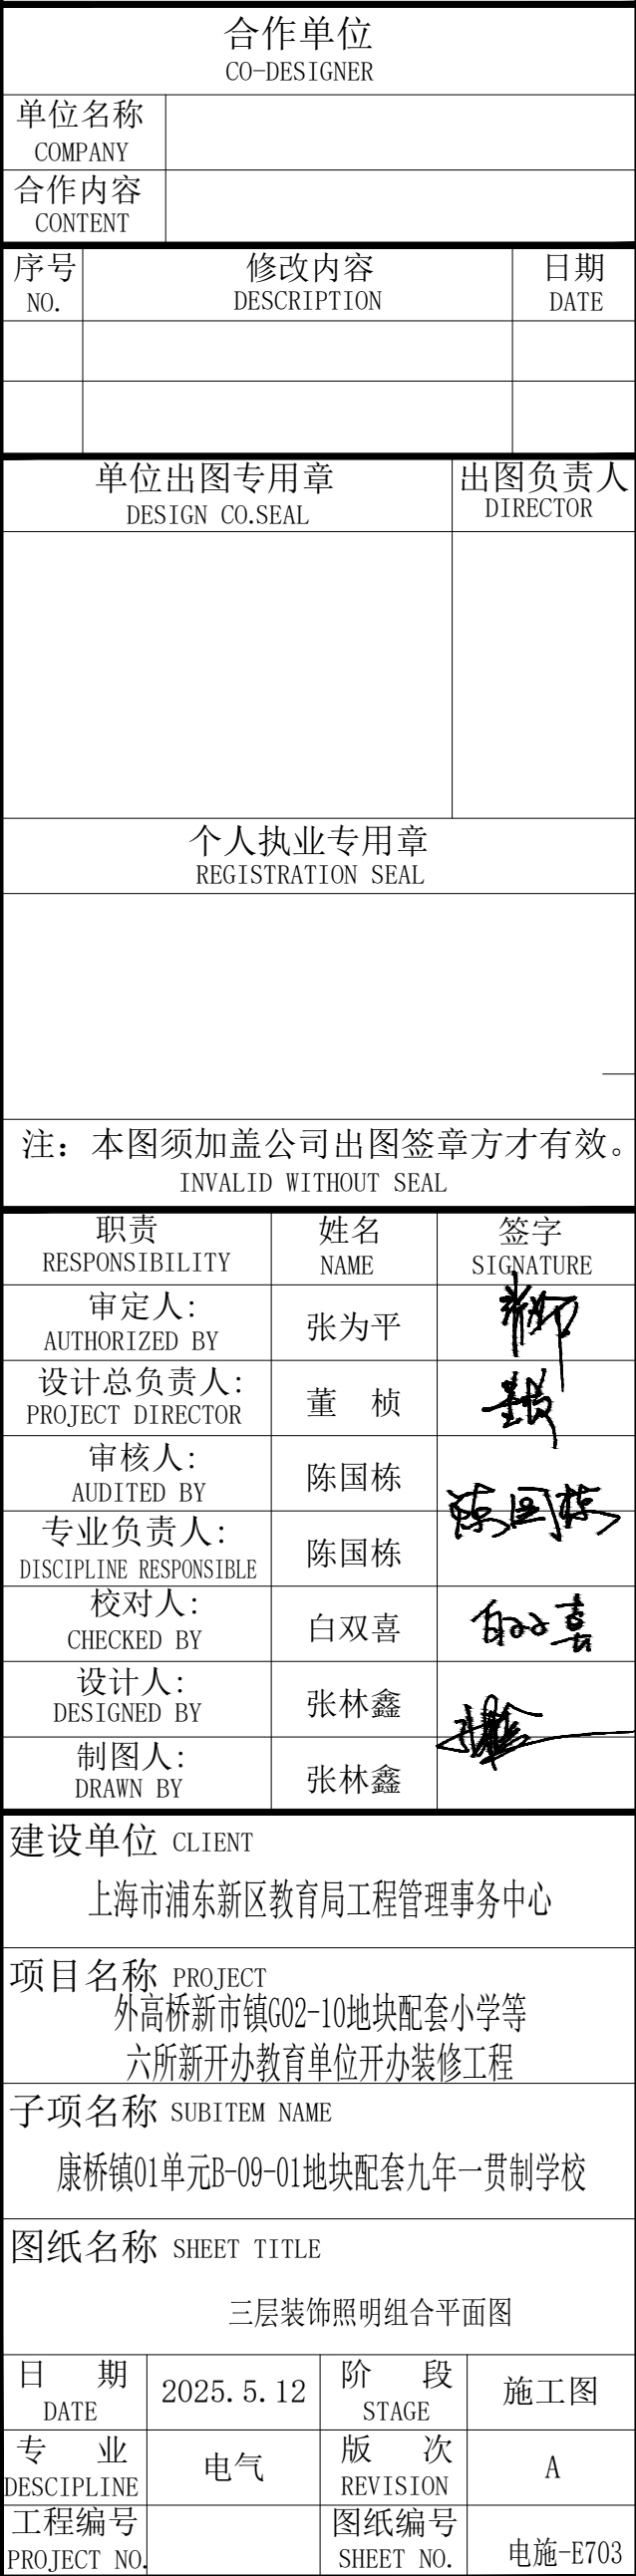 合作单位
CO-DESIGNER
单位名称
COMPANY
合作内容
CONTENT
序号 修改内容 日期
NO. DESCRIPTION DATE
单位出图专用章 出图负责人
DESIGN CO.SEAL DIRECTOR
个人执业专用章
REGISTRATION SEAL
注：本图须加盖公司出图签章方才有效。
INVALID WITHOUT SEAL
职责 姓名 签字
RESPONSIBILITY NAME SIGNATURE
审定人: 张为平
AUTHORIZED BY
设计总负责人: 董 桢
PROJECT DIRECTOR
审核人: 陈国栋
AUDITED BY
陈国栋
专业负责人: 陈国栋
DISCIPLINE RESPONSIBLE
校对人: 白双喜 白双喜
CHECKED BY
设计人: 张林鑫
DESIGNED BY
制图人: 张林鑫
DRAWN BY
建设单位 CLIENT
上海市浦东新区教育局工程管理事务中心
项目名称 PROJECT
外高桥新市镇G02-10地块配套小学等
六所新开办教育单位开办装修工程
子项名称 SUBITEM NAME
康桥镇01单元B-09-01地块配套九年一贯制学校
图纸名称 SHEET TITLE
三层装饰照明组合平面图
日 期 2025.5.12 阶 段 施工图
DATE STAGE
专 业 电气 版 次 A
DESCIPLINE REVISION
工程编号 图纸编号 电施-E703
PROJECT NO. SHEET NO.